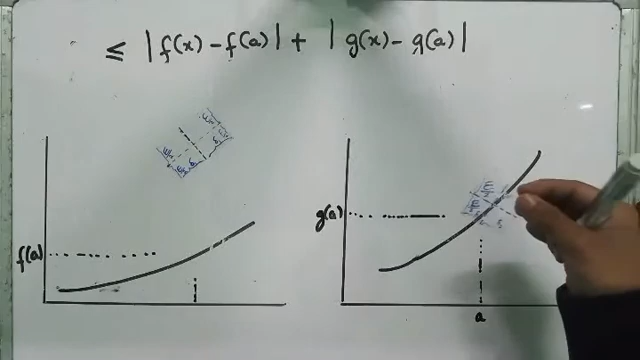 ≤ |f(x) - f(a)| + |g(x) - g(a)|
f(a)
g(a)
a